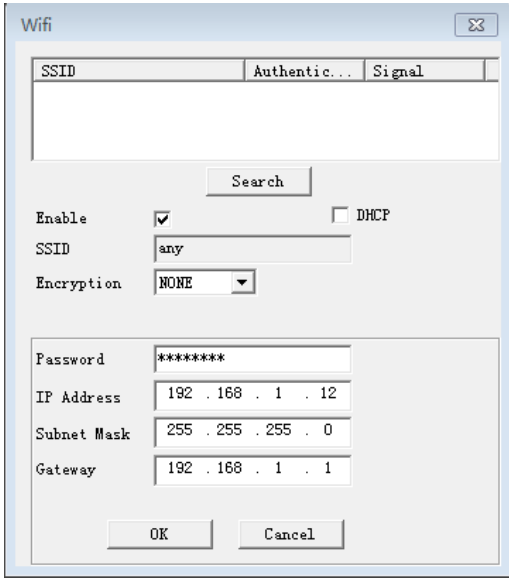 Wifi
SSID Authentic... Signal
Search
Enable DHCP
SSID any
Encryption NONE
Password ********
IP Address 192 . 168 . 1 . 12
Subnet Mask 255 . 255 . 255 . 0
Gateway 192 . 168 . 1 . 1
OK Cancel